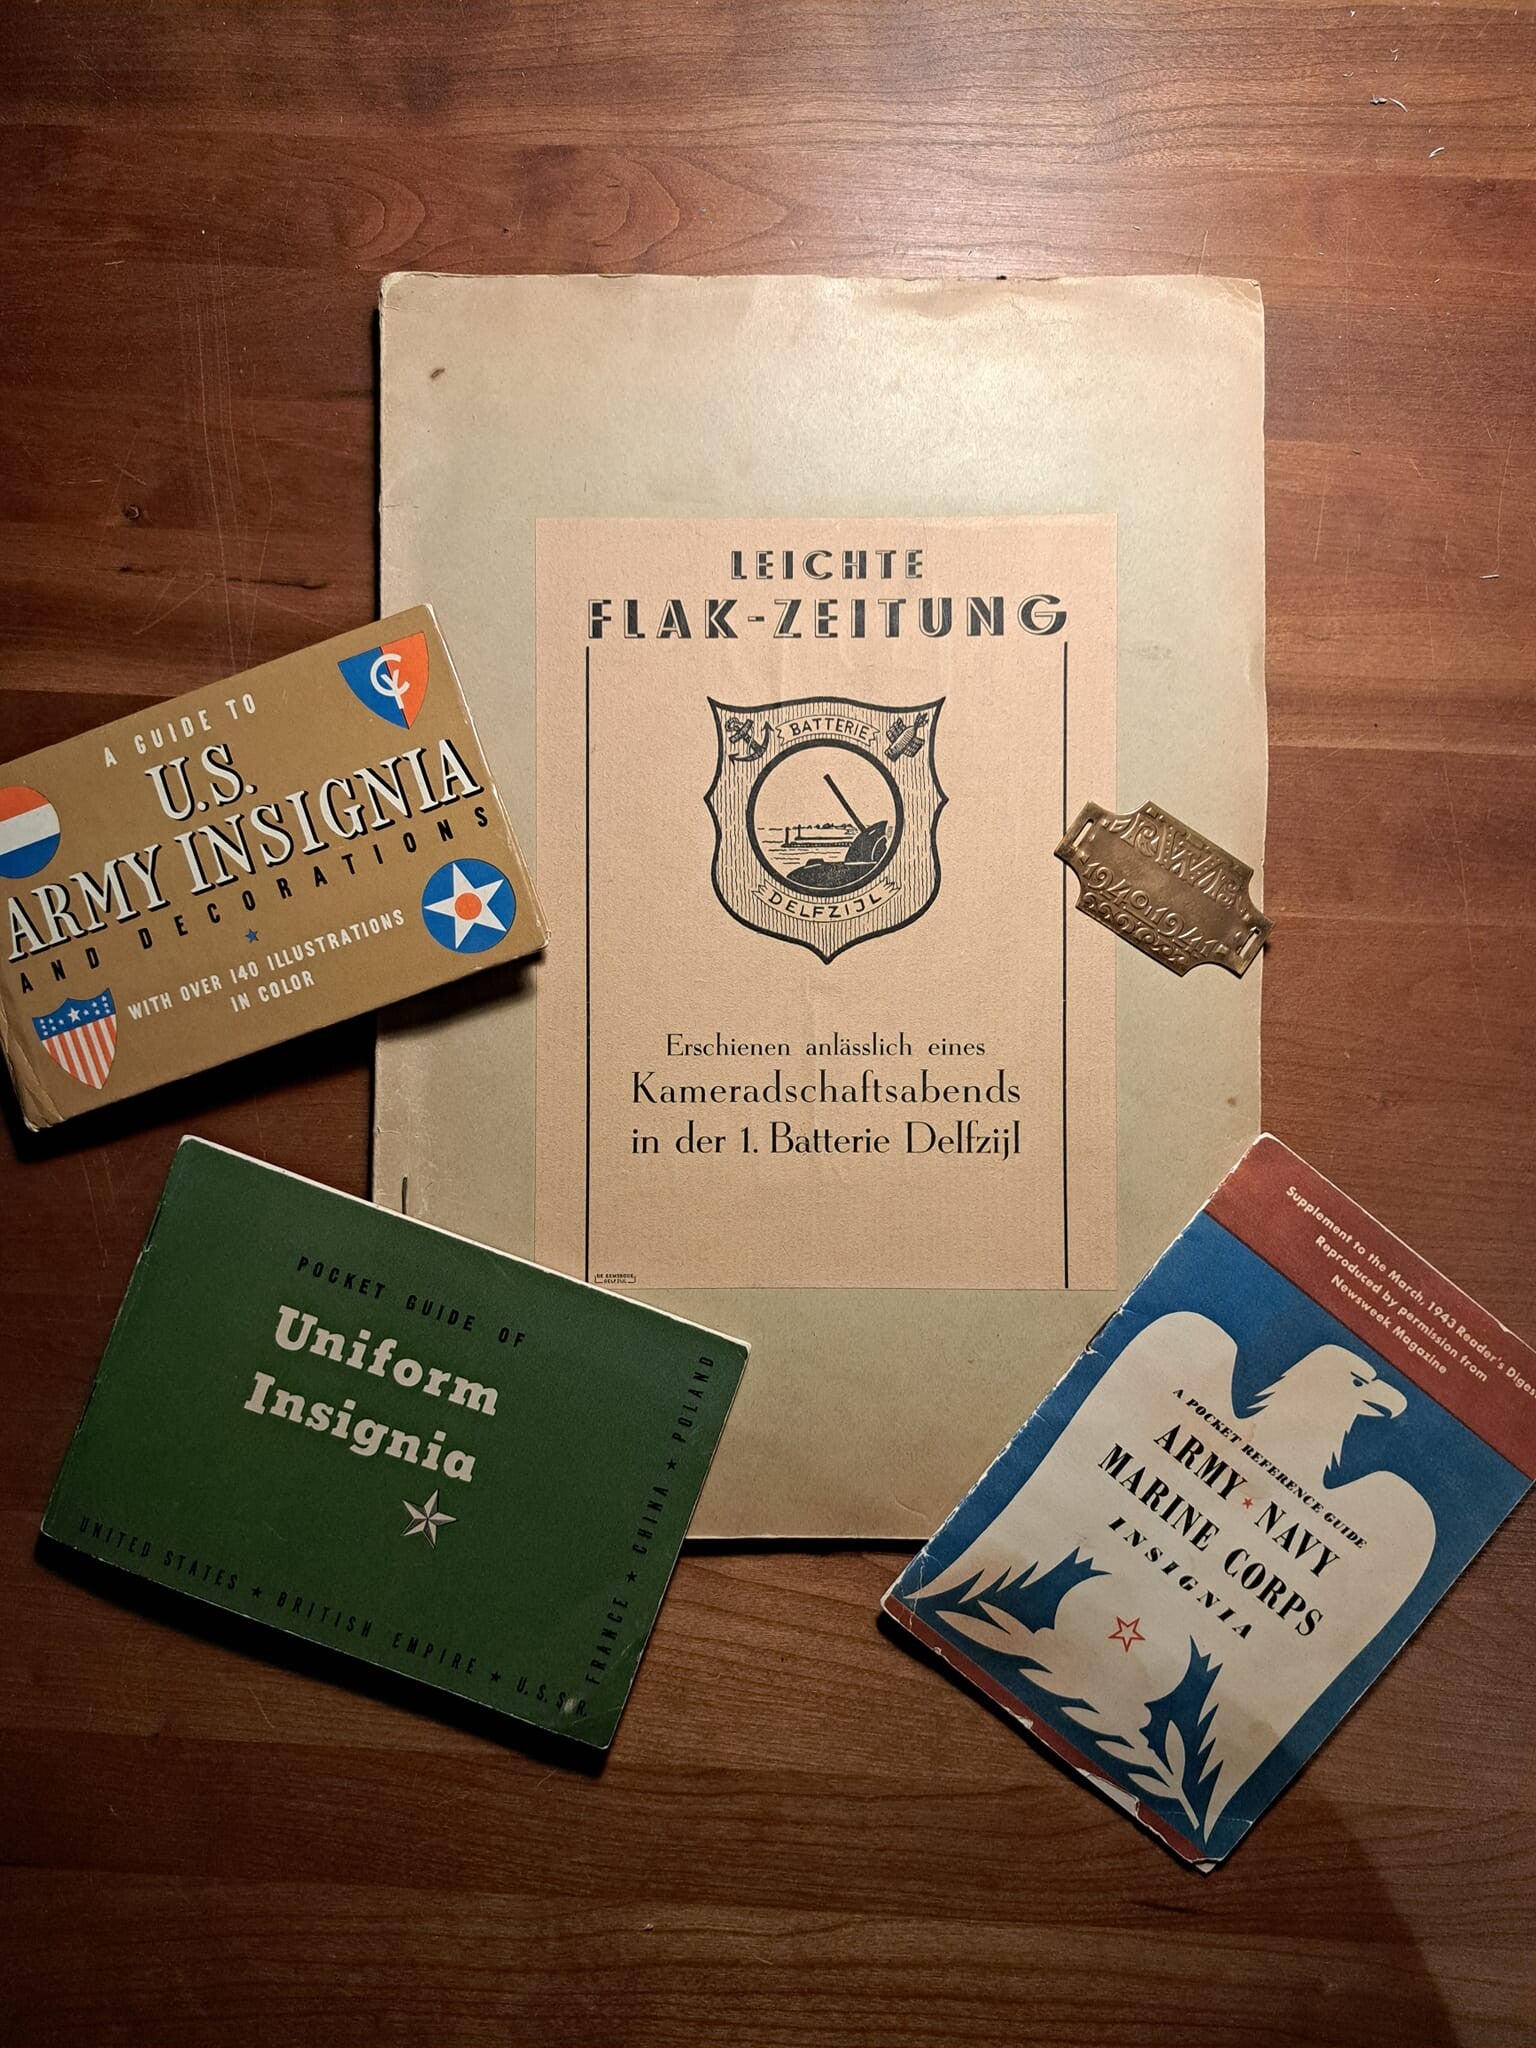 LEICHTE
FLAK-ZEITUNG
BATTERIE
DELFZIJL
Erschienen anlässlich eines
Kameradschaftsabends
in der 1. Batterie Delfzijl
DE EEMSBODE
DELFZIJL
A GUIDE TO
U.S.
ARMY INSIGNIA
AND DECORATIONS
WITH OVER 140 ILLUSTRATIONS
IN COLOR
1940-1941
POCKET GUIDE OF
Uniform
Insignia
UNITED STATES ★ BRITISH EMPIRE ★ U.S.S.R.
FRANCE ★ CHINA ★ POLAND
Supplement to the March, 1943 Reader's Digest
Reproduced by permission from
Newsweek Magazine
A POCKET REFERENCE GUIDE
ARMY ★ NAVY
MARINE CORPS
INSIGNIA